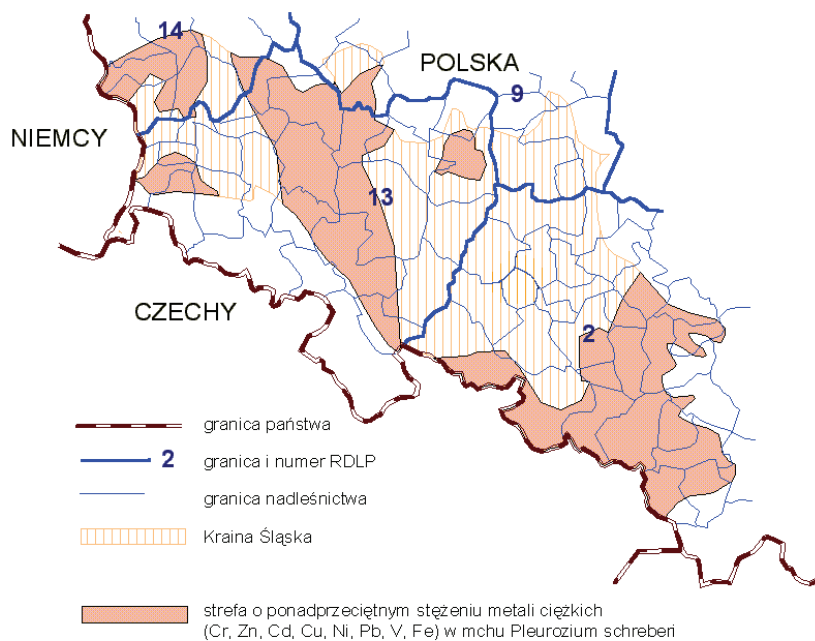 14
POLSKA
9
NIEMCY
13
CZECHY
2
granica państwa
2 granica i numer RDLP
granica nadleśnictwa
Kraina Śląska
strefa o ponadprzeciętnym stężeniu metali ciężkich
(Cr, Zn, Cd, Cu, Ni, Pb, V, Fe) w mchu Pleurozium schreberi